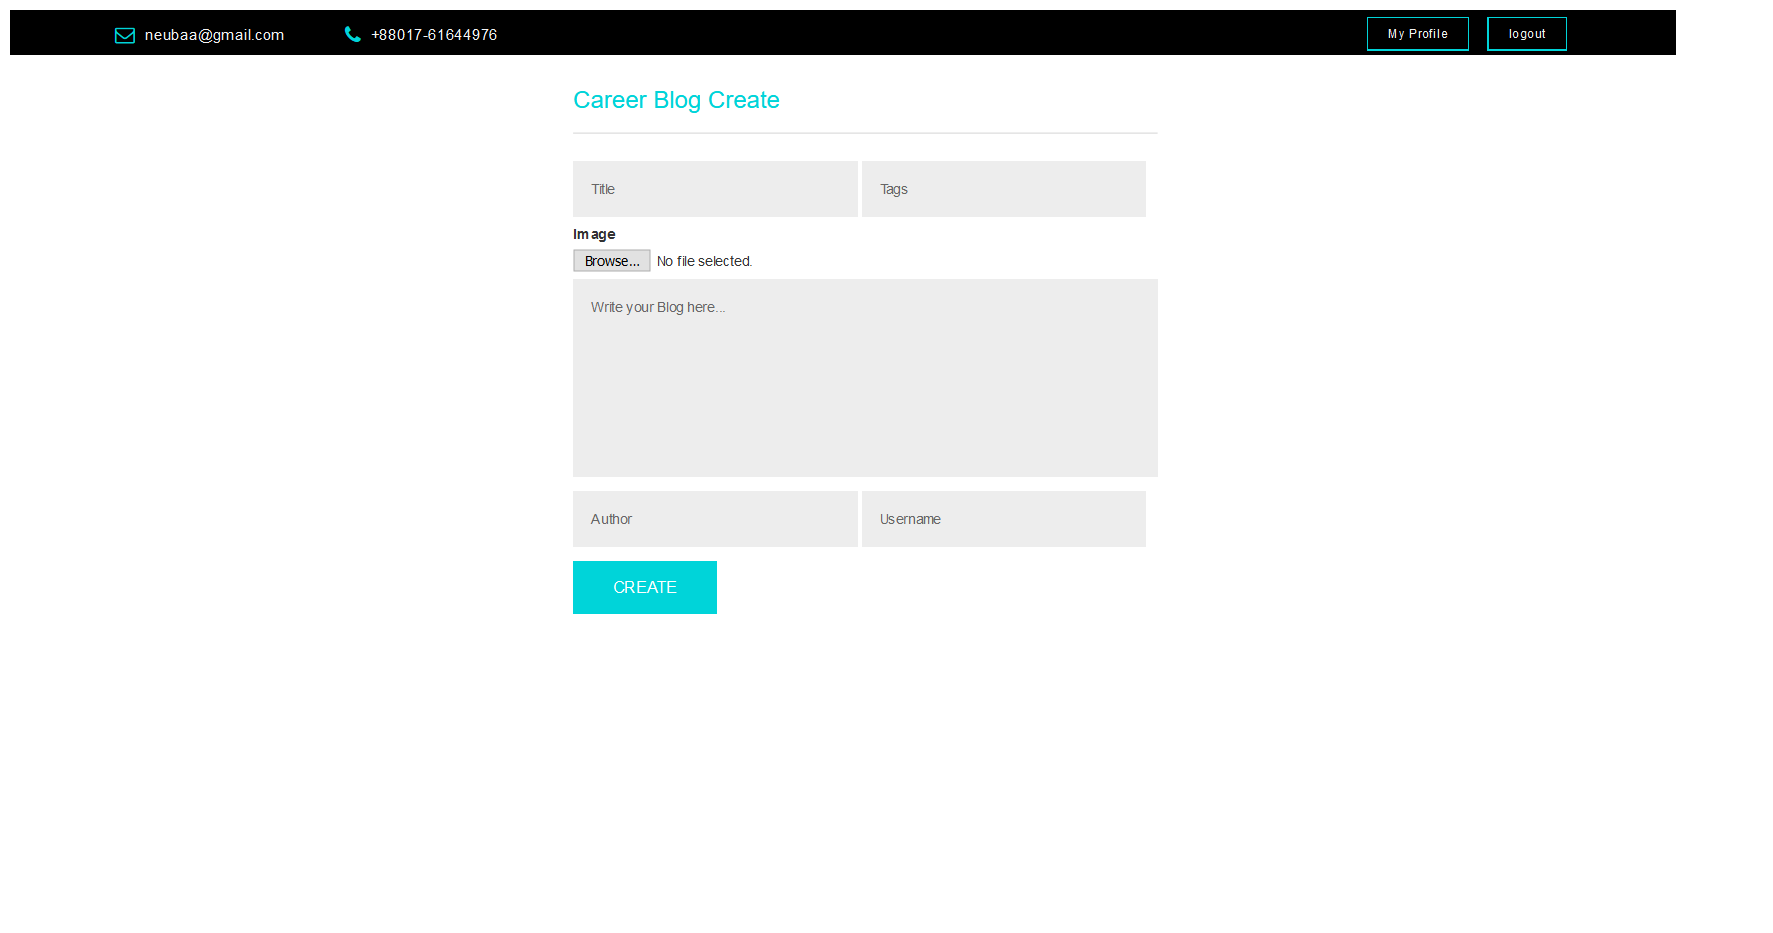 neubaa@gmail.com +88017-61644976 My Profile logout
Career Blog Create
Title Tags
Image
Browse... No file selected.
Write your Blog here...
Author Username
CREATE